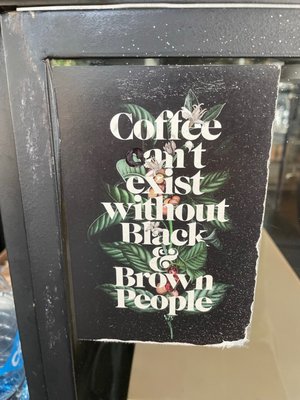 Coffee
can't
exist
without
Black
&
Brown
People